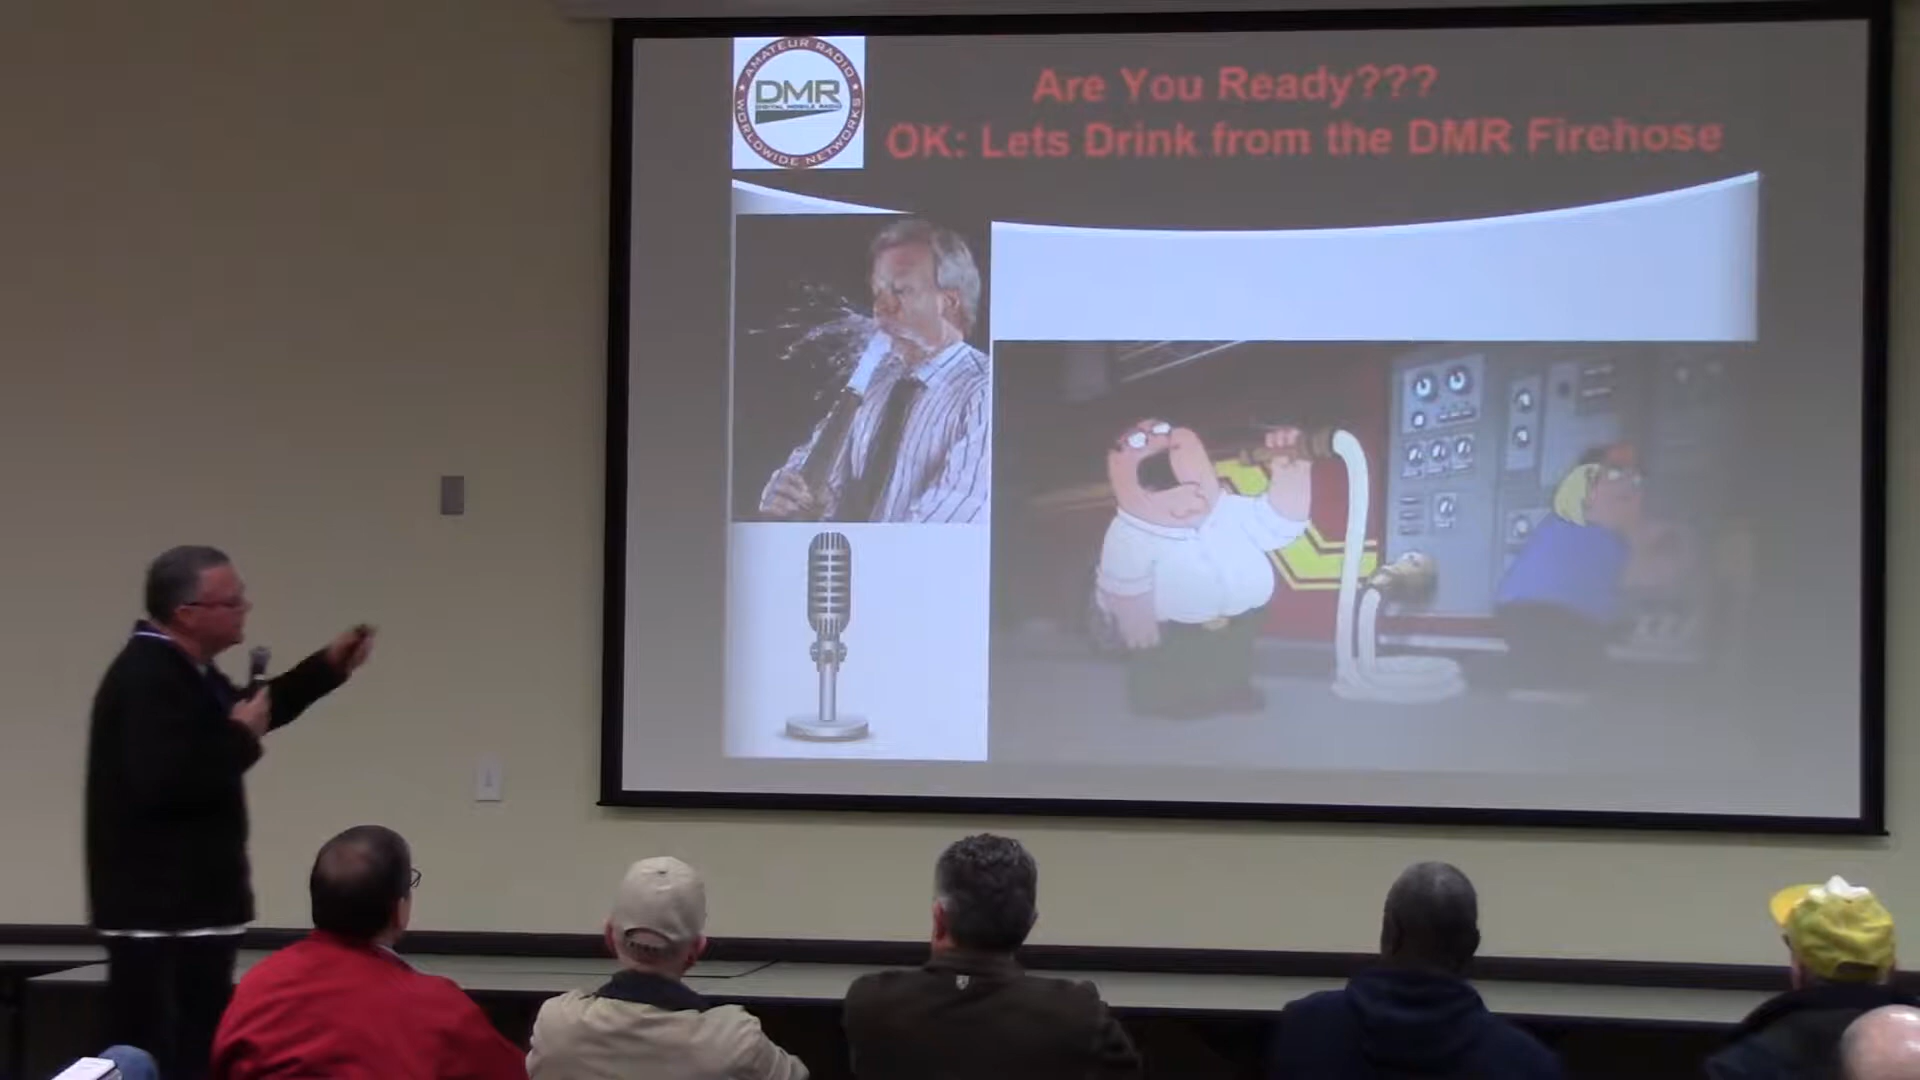 AMATEUR RADIO
DMR
DIGITAL MOBILE RADIO
WORLDWIDE NETWORKS
Are You Ready???
OK: Lets Drink from the DMR Firehose